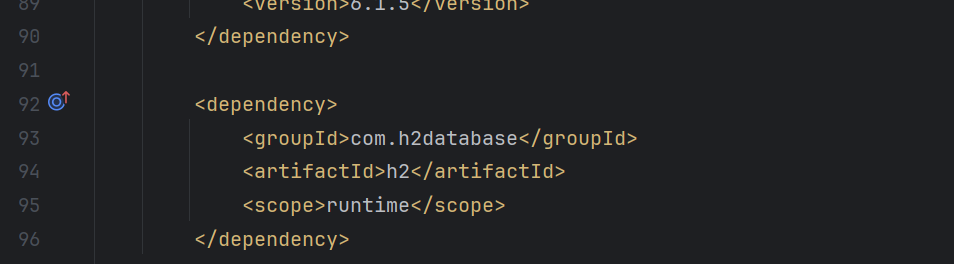 89 <version>6.1.5</version>
90 </dependency>
91
92 <dependency>
93 <groupId>com.h2database</groupId>
94 <artifactId>h2</artifactId>
95 <scope>runtime</scope>
96 </dependency>